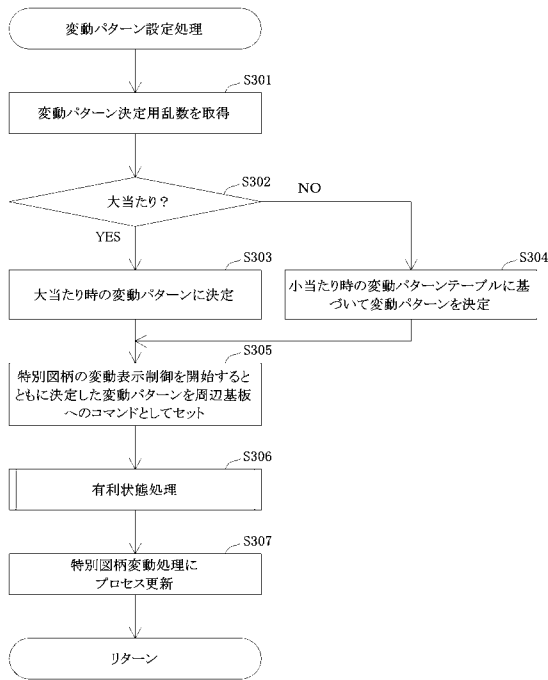 変動パターン設定処理
S301
変動パターン決定用乱数を取得
S302
大当たり？
NO
YES
S303
大当たり時の変動パターンに決定
S304
小当たり時の変動パターンテーブルに基
づいて変動パターンを決定
S305
特別図柄の変動表示制御を開始すると
ともに決定した変動パターンを周辺基板
へのコマンドとしてセット
S306
有利状態処理
S307
特別図柄変動処理に
プロセス更新
リターン